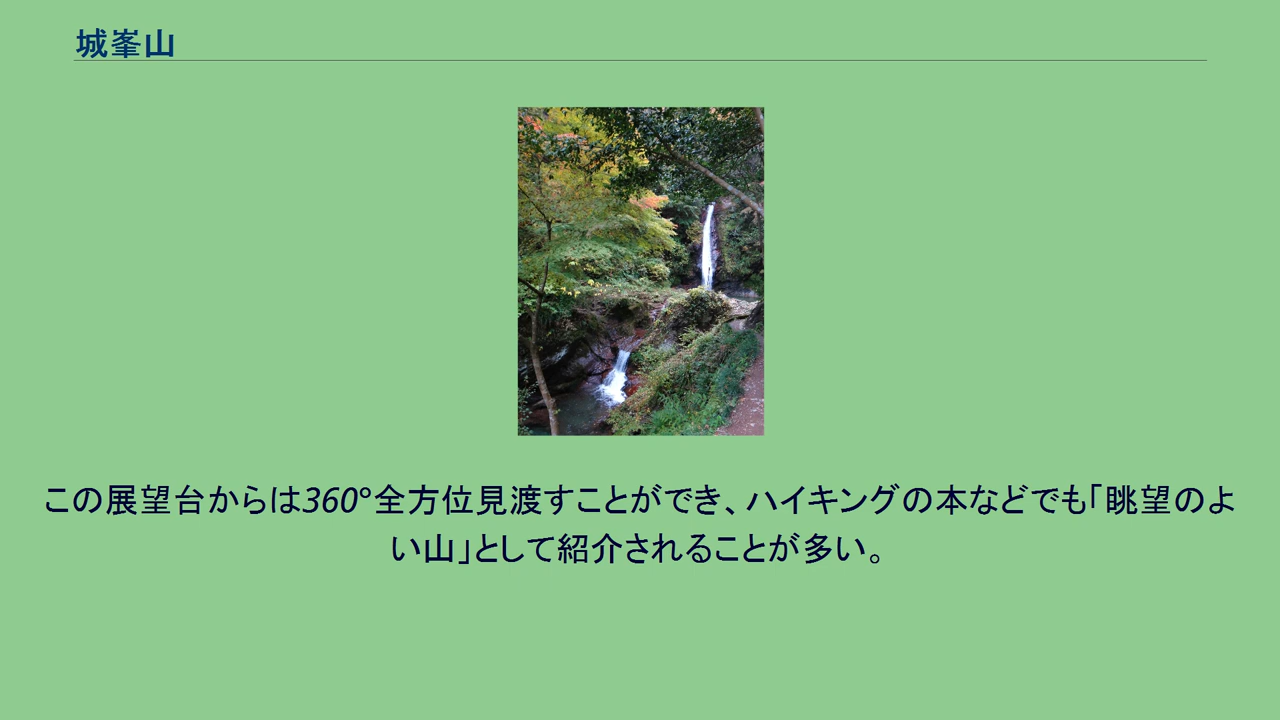 城峯山
この展望台からは360°全方位見渡すことができ、ハイキングの本などでも「眺望のよ
い山」として紹介されることが多い。